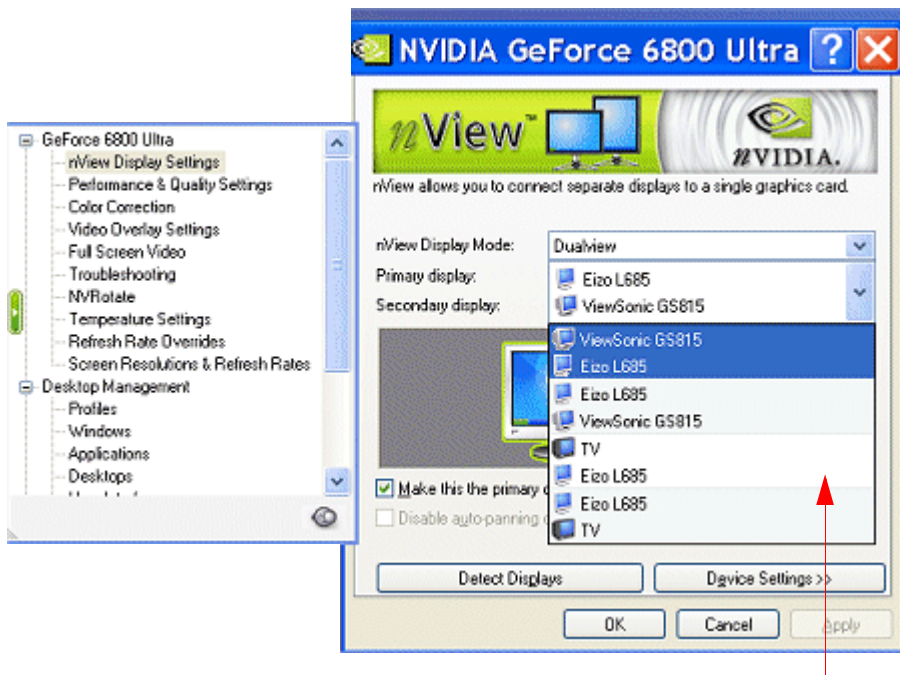 NVIDIA GeForce 6800 Ultra
nView™
nVIDIA.
nView allows you to connect separate displays to a single graphics card.
GeForce 6800 Ultra
nView Display Settings
Performance & Quality Settings
Color Correction
Video Overlay Settings
Full Screen Video
Troubleshooting
NVRotate
Temperature Settings
Refresh Rate Overrides
Screen Resolutions & Refresh Rates
Desktop Management
Profiles
Windows
Applications
Desktops
nView Display Mode: Dualview
Primary display: Eizo L685
Secondary display: ViewSonic GS815
ViewSonic GS815
Eizo L685
Eizo L685
ViewSonic GS815
TV
Eizo L685
Eizo L685
TV
Make this the primary
Disable auto-panning
Detect Displays
Device Settings >>
OK
Cancel
Apply